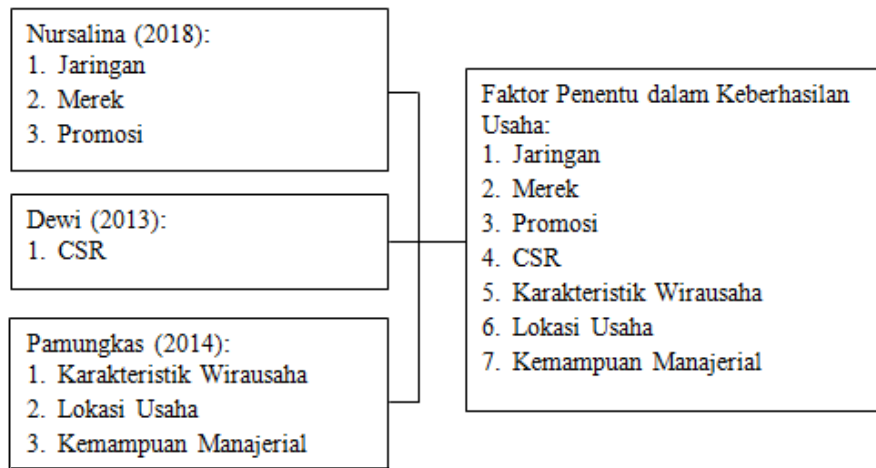 Nursalina (2018):
1. Jaringan
2. Merek
3. Promosi
Dewi (2013):
1. CSR
Pamungkas (2014):
1. Karakteristik Wirausaha
2. Lokasi Usaha
3. Kemampuan Manajerial
Faktor Penentu dalam Keberhasilan
Usaha:
1. Jaringan
2. Merek
3. Promosi
4. CSR
5. Karakteristik Wirausaha
6. Lokasi Usaha
7. Kemampuan Manajerial